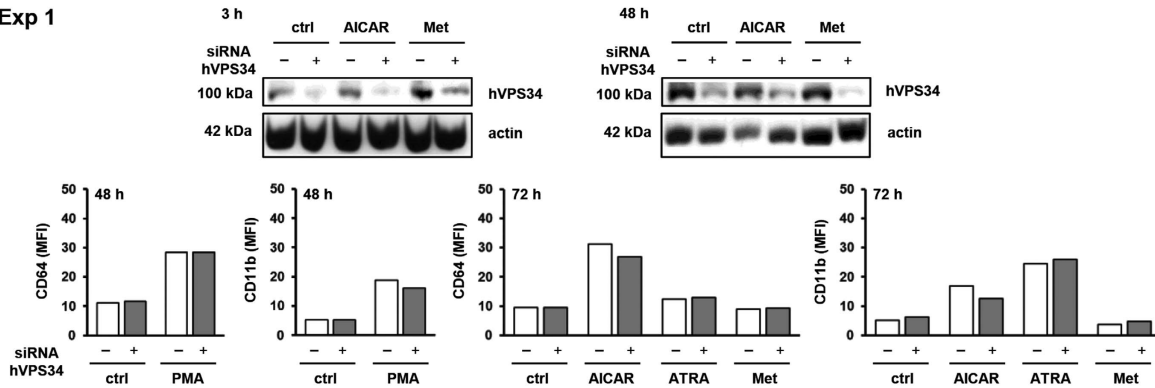 Exp 1
3 h
ctrl AICAR Met
siRNA hVPS34 – + – + – +
100 kDa hVPS34
42 kDa actin
48 h
ctrl AICAR Met
siRNA hVPS34 – + – + – +
100 kDa hVPS34
42 kDa actin
48 h
CD64 (MFI)
50
40
30
20
10
0
siRNA hVPS34 – + – +
ctrl PMA
48 h
CD11b (MFI)
50
40
30
20
10
0
– + – +
ctrl PMA
72 h
CD64 (MFI)
50
40
30
20
10
0
– + – + – + – +
ctrl AICAR ATRA Met
72 h
CD11b (MFI)
50
40
30
20
10
0
– + – + – + – +
ctrl AICAR ATRA Met